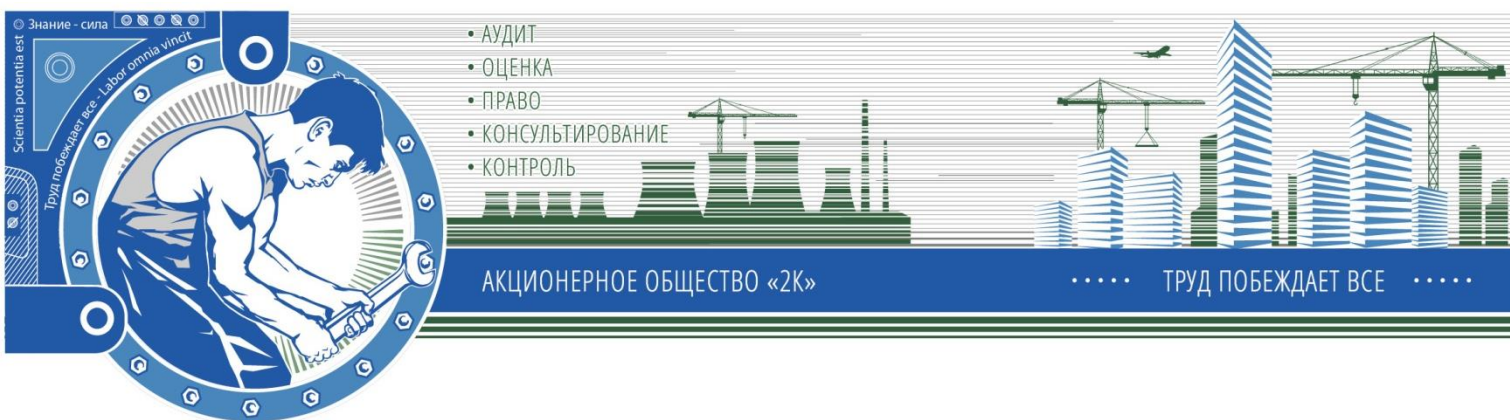 Знание - сила
Scientia potentia est
Труд побеждает все - Labor omnia vincit
• АУДИТ
• ОЦЕНКА
• ПРАВО
• КОНСУЛЬТИРОВАНИЕ
• КОНТРОЛЬ
АКЦИОНЕРНОЕ ОБЩЕСТВО «2К»
····· ТРУД ПОБЕЖДАЕТ ВСЕ ·····